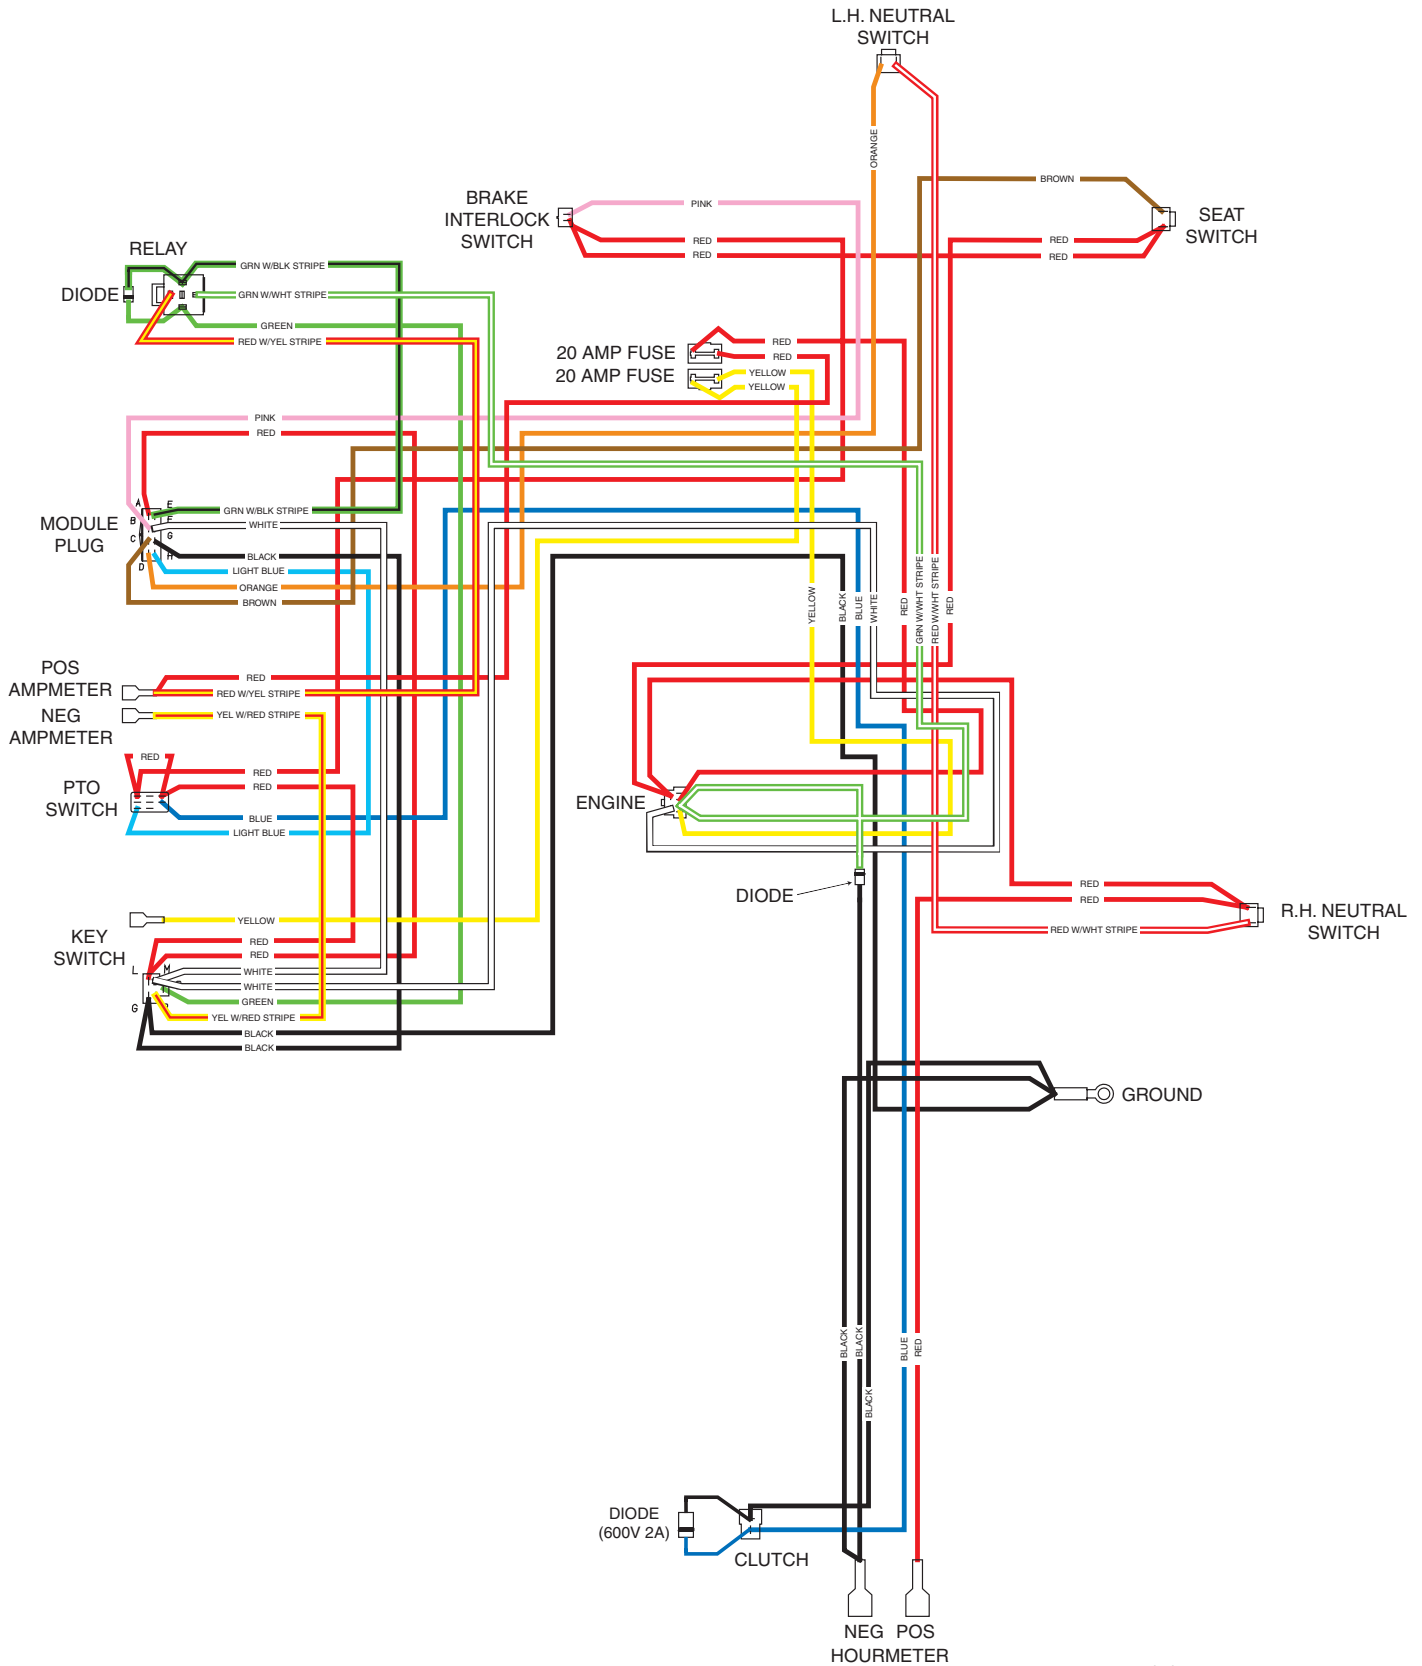 L.H. NEUTRAL
SWITCH
ORANGE
BROWN
BRAKE
INTERLOCK
SWITCH
PINK
RED
RED
RED
RED
SEAT
SWITCH
RELAY
DIODE
GRN W/BLK STRIPE
GRN W/WHT STRIPE
GREEN
RED W/YEL STRIPE
20 AMP FUSE
20 AMP FUSE
RED
RED
YELLOW
YELLOW
PINK
RED
MODULE
PLUG
A
B
C
D
E
F
G
H
GRN W/BLK STRIPE
WHITE
BLACK
LIGHT BLUE
ORANGE
BROWN
YELLOW
BLACK
BLUE
WHITE
RED
GRN W/WHT STRIPE
RED W/WHT STRIPE
RED
POS
AMPMETER
RED
RED W/YEL STRIPE
NEG
AMPMETER
YEL W/RED STRIPE
PTO
SWITCH
RED
RED
RED
BLUE
LIGHT BLUE
ENGINE
DIODE
RED
RED
RED W/WHT STRIPE
R.H. NEUTRAL
SWITCH
KEY
SWITCH
YELLOW
RED
RED
L
M
G
WHITE
WHITE
GREEN
YEL W/RED STRIPE
BLACK
BLACK
GROUND
BLACK
BLACK
BLACK
BLUE
RED
DIODE
(600V 2A)
CLUTCH
NEG POS
HOURMETER